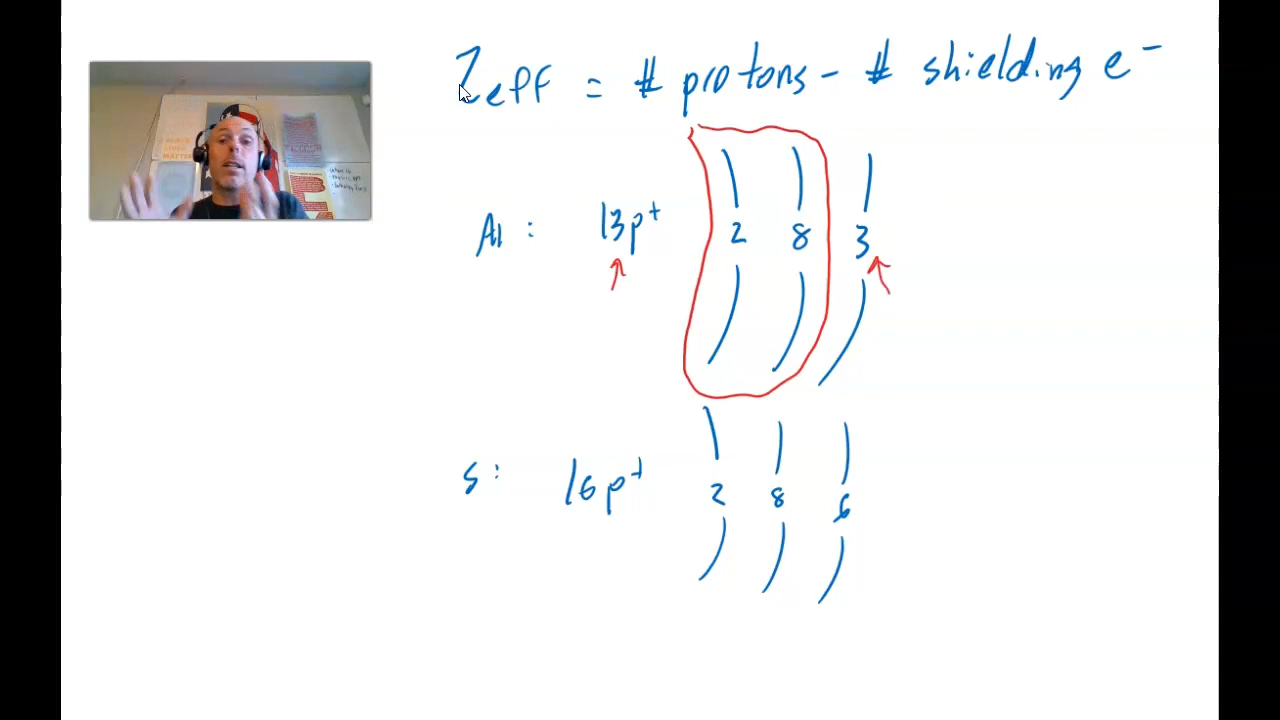 Zeff = # protons - # shielding e⁻
Al : 13p⁺ 2 8 3
S: 16p⁺ 2 8 6